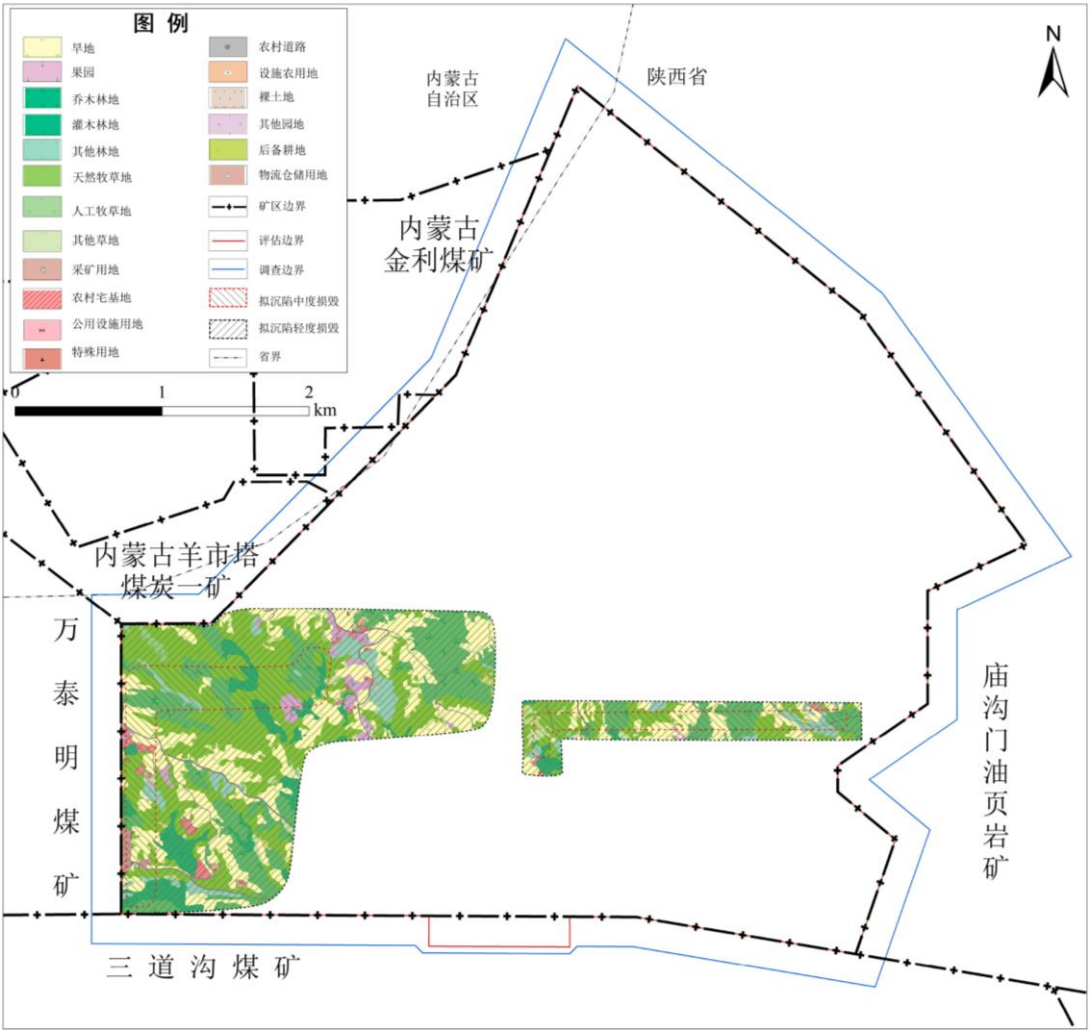 图 例
旱地
果园
乔木林地
灌木林地
其他林地
天然牧草地
人工牧草地
其他草地
采矿用地
农村宅基地
公用设施用地
特殊用地
农村道路
设施农用地
裸土地
其他园地
后备耕地
物流仓储用地
矿区边界
评估边界
调查边界
拟沉陷中度损毁
拟沉陷轻度损毁
省界
0 1 2
km
内蒙古
自治区
陕西省
N
内蒙古
金利煤矿
内蒙古羊市塔
煤炭一矿
万泰明煤矿
庙沟门油页岩矿
三道沟煤矿